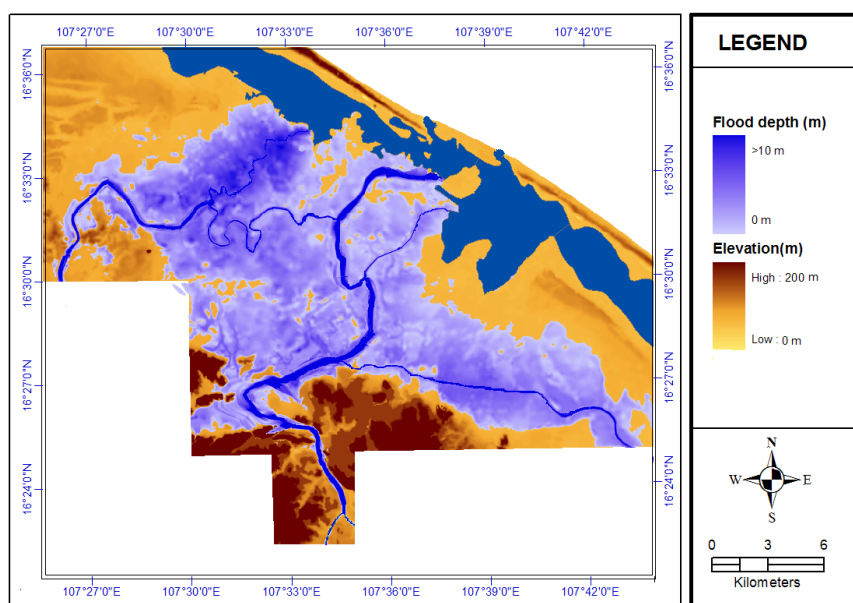 107°27'0"E 107°30'0"E 107°33'0"E 107°36'0"E 107°39'0"E 107°42'0"E
16°36'0"N 16°36'0"N
16°33'0"N 16°33'0"N
16°30'0"N 16°30'0"N
16°27'0"N 16°27'0"N
16°24'0"N 16°24'0"N
107°27'0"E 107°30'0"E 107°33'0"E 107°36'0"E 107°39'0"E 107°42'0"E
LEGEND
Flood depth (m)
>10 m
0 m
Elevation(m)
High : 200 m
Low : 0 m
N
W E
S
0 3 6
Kilometers